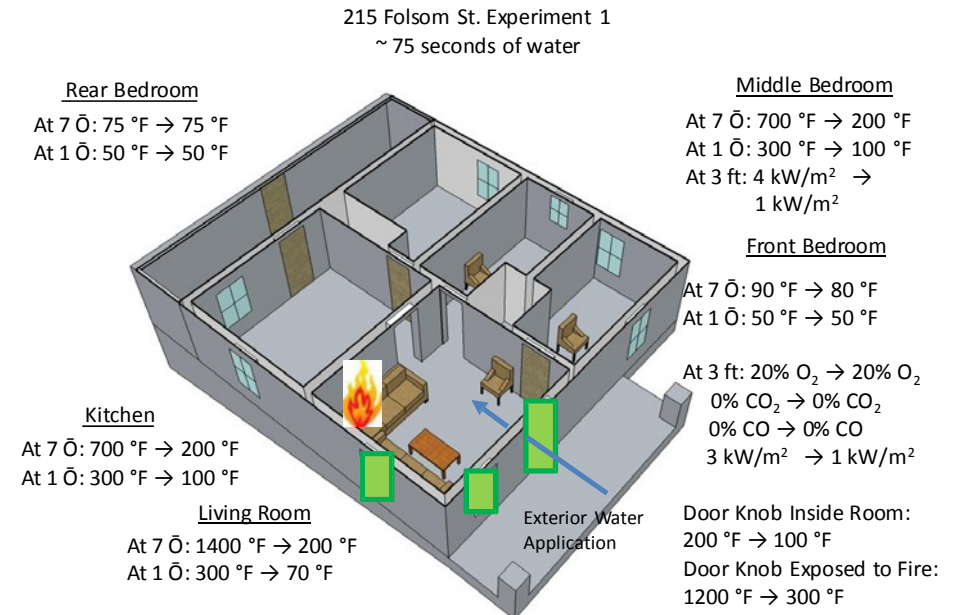 215 Folsom St. Experiment 1
~ 75 seconds of water
Rear Bedroom
At 7 Ō: 75 °F → 75 °F
At 1 Ō: 50 °F → 50 °F
Middle Bedroom
At 7 Ō: 700 °F → 200 °F
At 1 Ō: 300 °F → 100 °F
At 3 ft: 4 kW/m² →
1 kW/m²
Front Bedroom
At 7 Ō: 90 °F → 80 °F
At 1 Ō: 50 °F → 50 °F
At 3 ft: 20% O₂ → 20% O₂
0% CO₂ → 0% CO₂
0% CO → 0% CO
3 kW/m² → 1 kW/m²
Kitchen
At 7 Ō: 700 °F → 200 °F
At 1 Ō: 300 °F → 100 °F
Living Room
At 7 Ō: 1400 °F → 200 °F
At 1 Ō: 300 °F → 70 °F
Exterior Water
Application
Door Knob Inside Room:
200 °F → 100 °F
Door Knob Exposed to Fire:
1200 °F → 300 °F